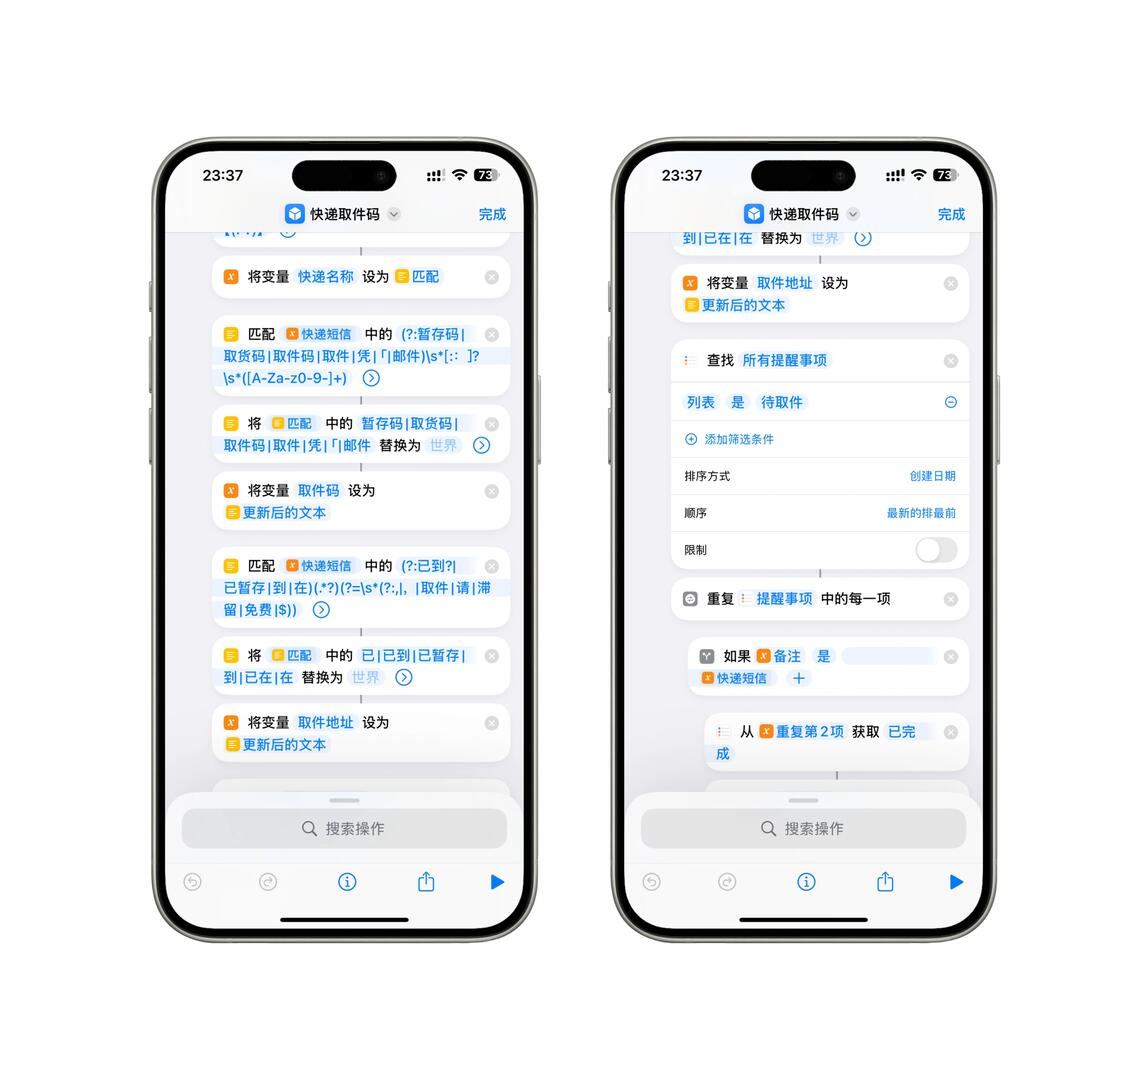 23:37
73
快递取件码
完成
将变量 快递名称 设为 匹配
匹配 快递短信 中的 (?:暂存码|
取货码|取件码|取件|凭|「|邮件)\s*[:：]?
\s*([A-Za-z0-9-]+)
将 匹配 中的 暂存码|取货码|
取件码|取件|凭|「|邮件 替换为 世界
将变量 取件码 设为
更新后的文本
匹配 快递短信 中的 (?:已到?|
已暂存|到|在)(.*?)(?=\s*(?:,|，|取件|请|滞
留|免费|$))
将 匹配 中的 已|已到|已暂存|
到|已在|在 替换为 世界
将变量 取件地址 设为
更新后的文本
搜索操作
23:37
73
快递取件码
完成
到|已在|在 替换为 世界
将变量 取件地址 设为
更新后的文本
查找 所有提醒事项
列表 是 待取件
添加筛选条件
排序方式 创建日期
顺序 最新的排最前
限制
重复 提醒事项 中的每一项
如果 备注 是
快递短信
从 重复第2项 获取 已完
成
搜索操作